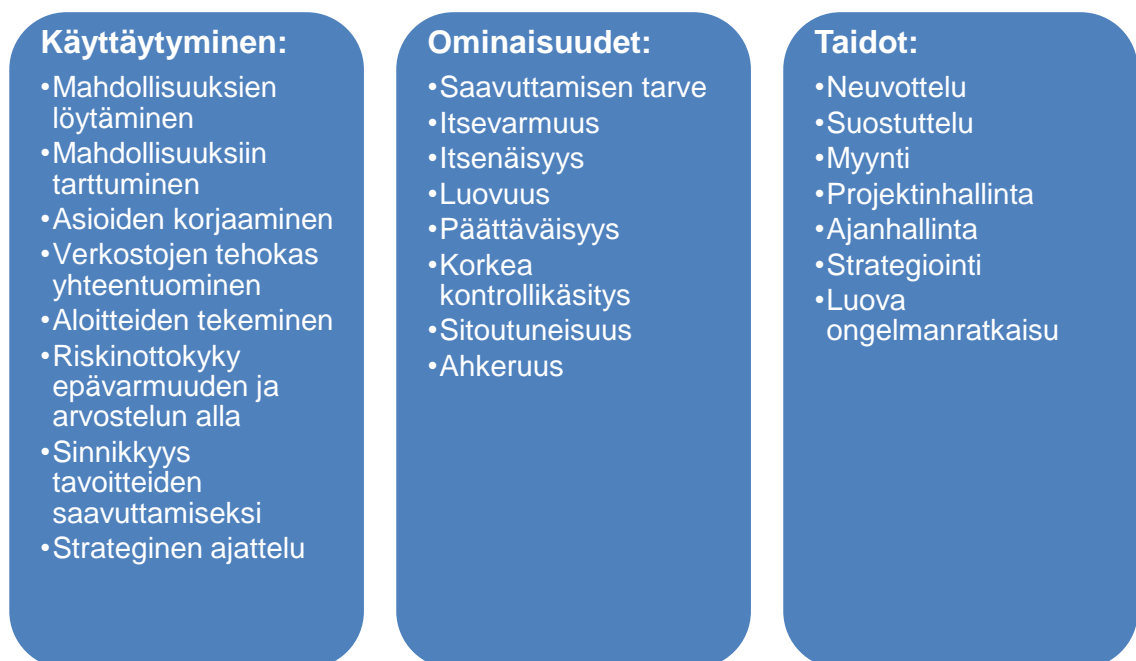 Käyttäytyminen:
•Mahdollisuuksien
löytäminen
•Mahdollisuuksiin
tarttuminen
•Asioiden korjaaminen
•Verkostojen tehokas
yhteentuominen
•Aloitteiden tekeminen
•Riskinottokyky
epävarmuuden ja
arvostelun alla
•Sinnikkyys
tavoitteiden
saavuttamiseksi
•Strateginen ajattelu
Ominaisuudet:
•Saavuttamisen tarve
•Itsevarmuus
•Itsenäisyys
•Luovuus
•Päättäväisyys
•Korkea
kontrollikäsitys
•Sitoutuneisuus
•Ahkeruus
Taidot:
•Neuvottelu
•Suostuttelu
•Myynti
•Projektinhallinta
•Ajanhallinta
•Strategiointi
•Luova
ongelmanratkaisu